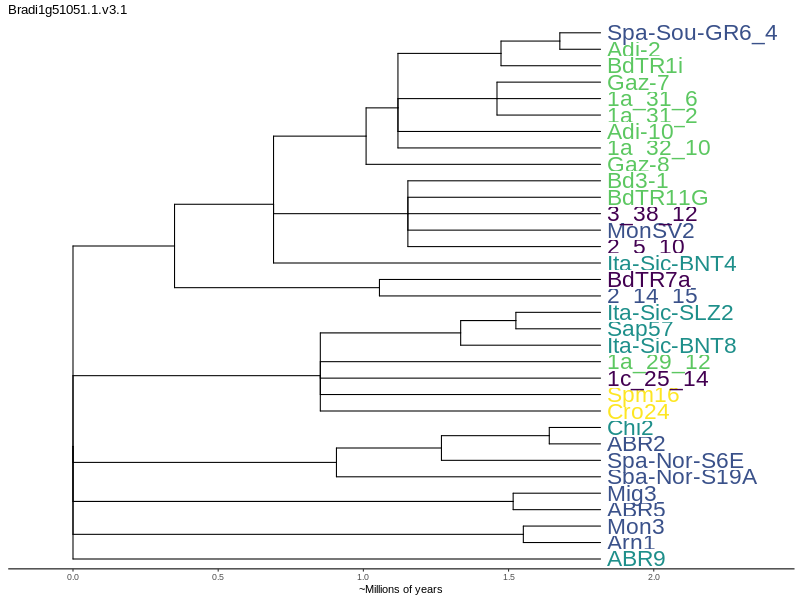 Bradi1g51051.1.v3.1
Spa-Sou-GR6_4
Adi-2
BdTR1i
Gaz-7
1a_31_6
1a_31_2
Adi-10
1a_32_10
Gaz-8
Bd3-1
BdTR11G
3_38_12
MonSV2
2_5_10
Ita-Sic-BNT4
BdTR7a
2_14_15
Ita-Sic-SLZ2
Sap57
Ita-Sic-BNT8
1a_29_12
1c_25_14
Spm16
Cro24
Chi2
ABR2
Spa-Nor-S6E
Spa-Nor-S19A
Mig3
ABR5
Mon3
Arn1
ABR9
0.0 0.5 1.0 1.5 2.0
~Millions of years